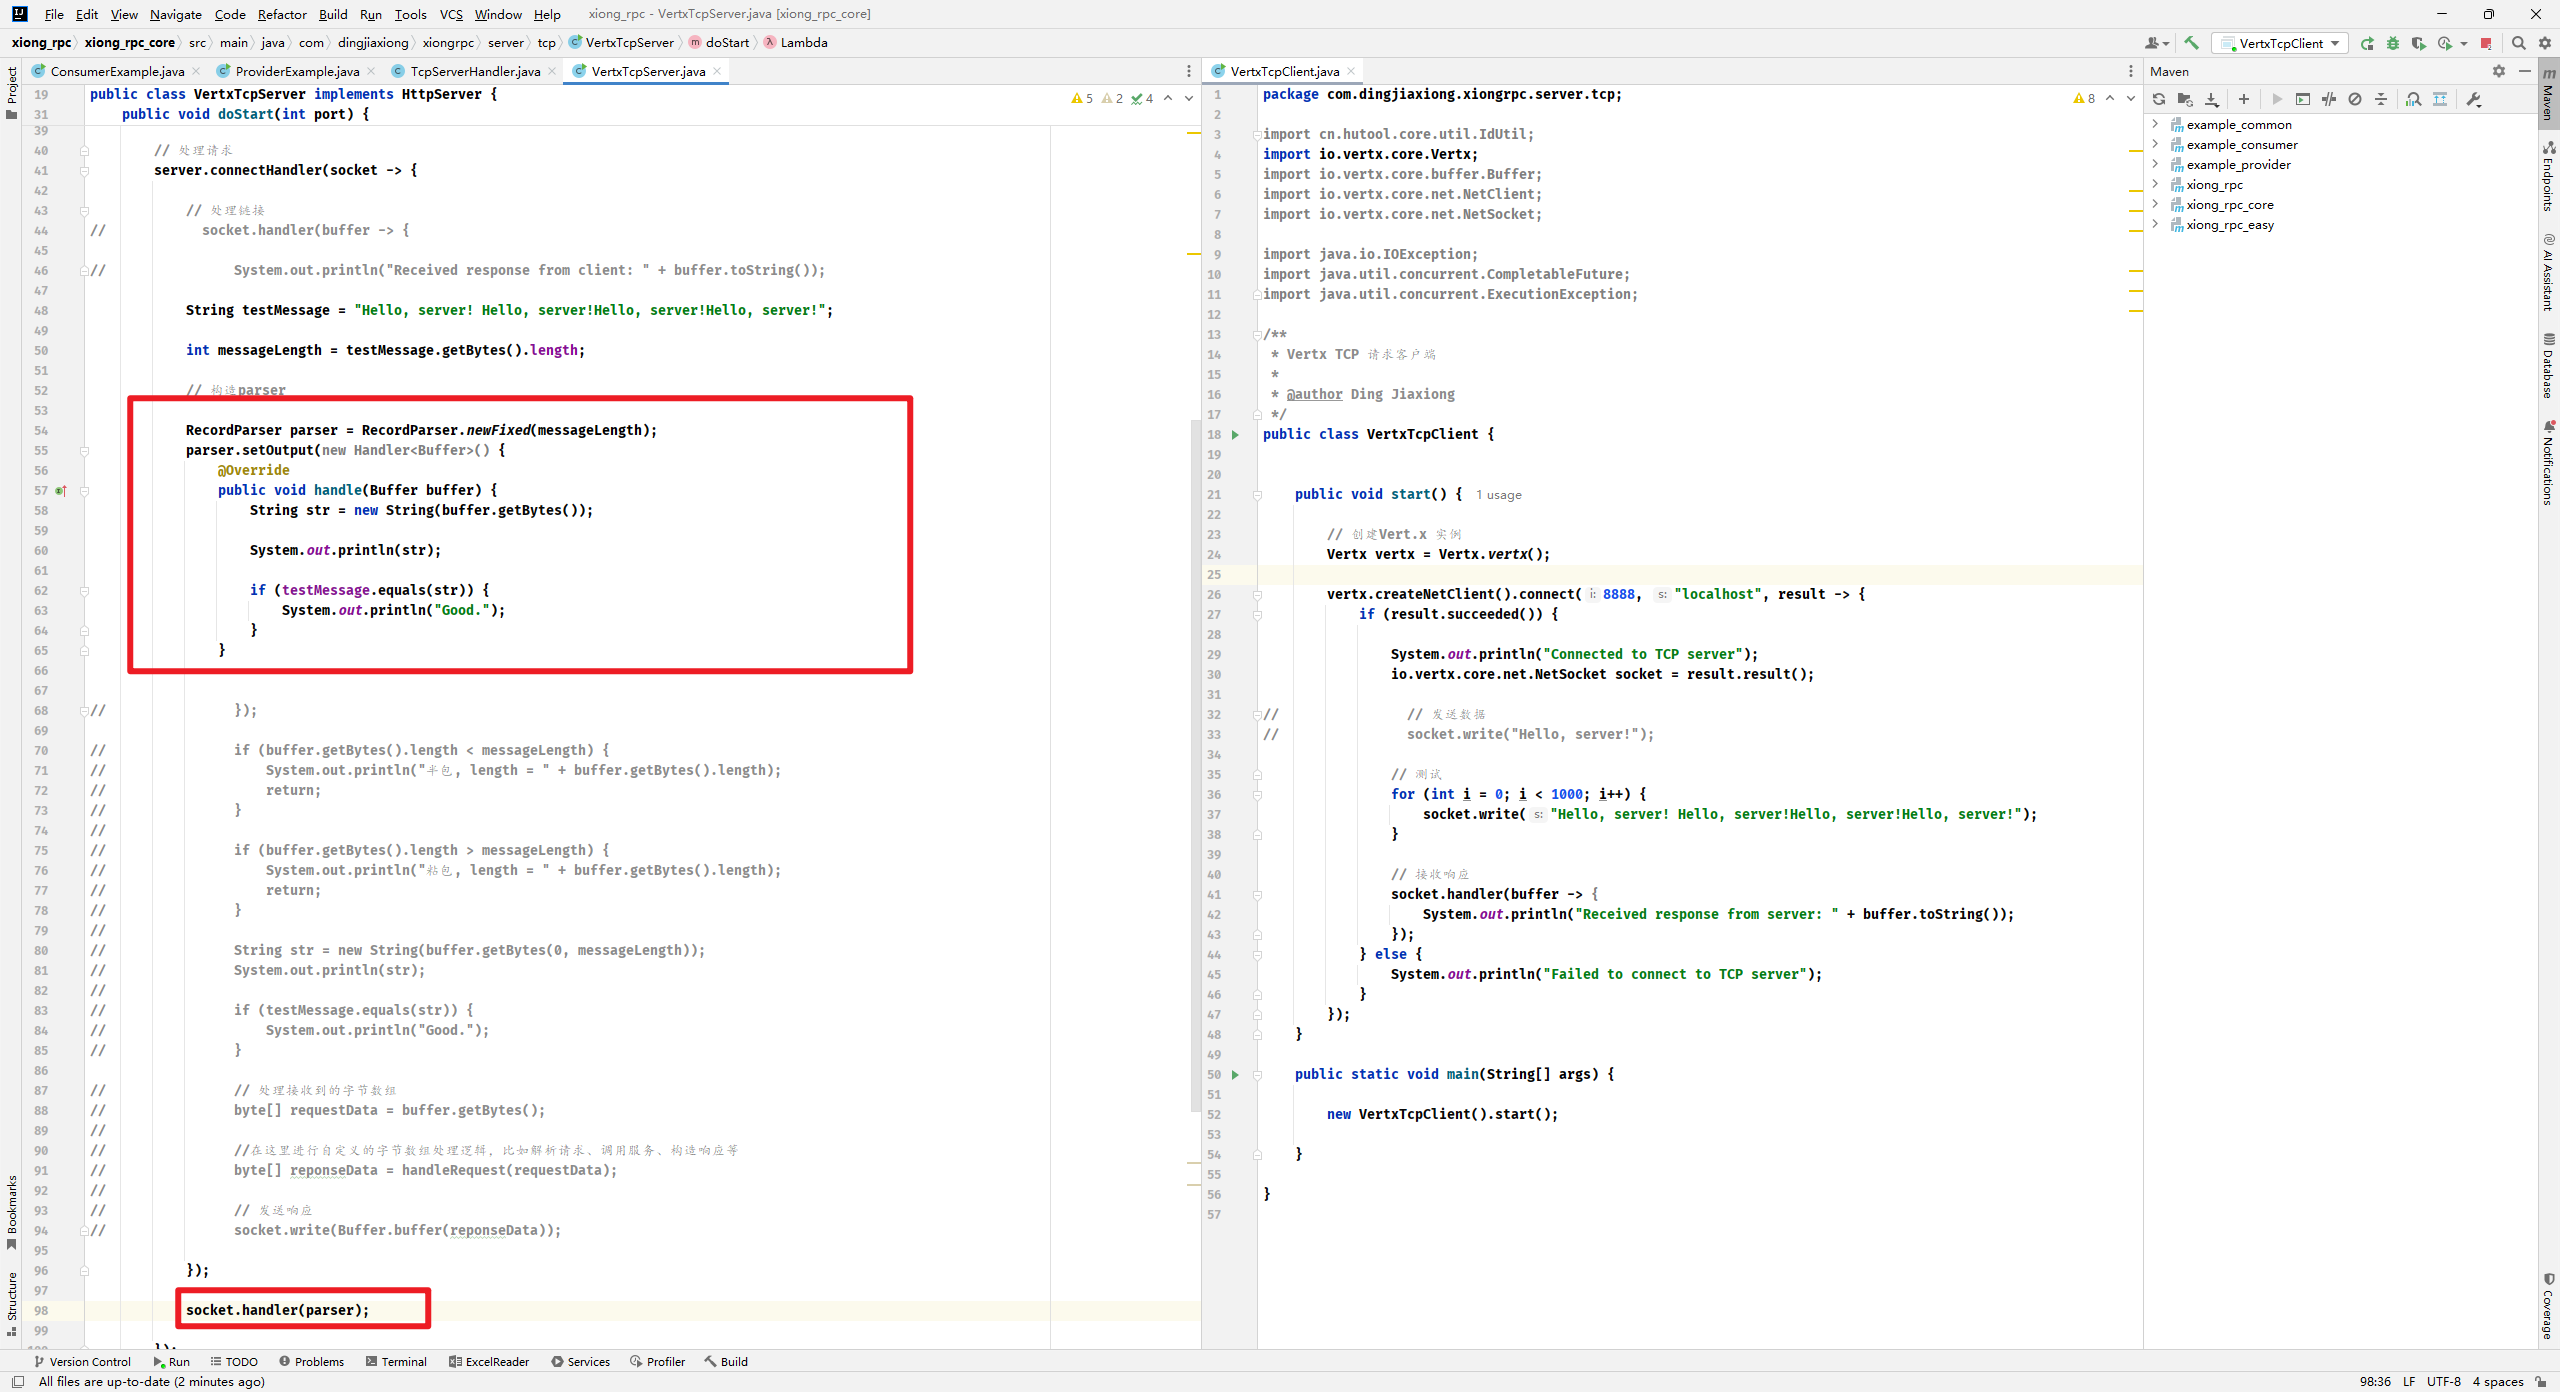 File Edit View Navigate Code Refactor Build Run Tools VCS Window Help xiong_rpc - VertxTcpServer.java [xiong_rpc_core]
xiong_rpc xiong_rpc_core src main java com dingjiaxiong xiongrpc server tcp VertxTcpServer doStart Lambda VertxTcpClient
Project
Bookmarks
Structure
ConsumerExample.java ProviderExample.java TcpServerHandler.java VertxTcpServer.java
5 2 4
19 public class VertxTcpServer implements HttpServer {
31 public void doStart(int port) {
39
40 // 处理请求
41 server.connectHandler(socket -> {
42
43 // 处理链接
44 // socket.handler(buffer -> {
45
46 // System.out.println("Received response from client: " + buffer.toString());
47
48 String testMessage = "Hello, server! Hello, server!Hello, server!Hello, server!";
49
50 int messageLength = testMessage.getBytes().length;
51
52 // 构造parser
53
54 RecordParser parser = RecordParser.newFixed(messageLength);
55 parser.setOutput(new Handler<Buffer>() {
56 @Override
57 public void handle(Buffer buffer) {
58 String str = new String(buffer.getBytes());
59
60 System.out.println(str);
61
62 if (testMessage.equals(str)) {
63 System.out.println("Good.");
64 }
65 }
66
67
68 // });
69
70 // if (buffer.getBytes().length < messageLength) {
71 // System.out.println("半包, length = " + buffer.getBytes().length);
72 // return;
73 // }
74 //
75 // if (buffer.getBytes().length > messageLength) {
76 // System.out.println("粘包, length = " + buffer.getBytes().length);
77 // return;
78 // }
79 //
80 // String str = new String(buffer.getBytes(0, messageLength));
81 // System.out.println(str);
82 //
83 // if (testMessage.equals(str)) {
84 // System.out.println("Good.");
85 // }
86
87 // // 处理接收到的字节数组
88 // byte[] requestData = buffer.getBytes();
89 //
90 // //在这里进行自定义的字节数组处理逻辑，比如解析请求、调用服务、构造响应等
91 // byte[] reponseData = handleRequest(requestData);
92 //
93 // // 发送响应
94 // socket.write(Buffer.buffer(reponseData));
95
96 });
97
98 socket.handler(parser);
99
VertxTcpClient.java
8
1 package com.dingjiaxiong.xiongrpc.server.tcp;
2
3 import cn.hutool.core.util.IdUtil;
4 import io.vertx.core.Vertx;
5 import io.vertx.core.buffer.Buffer;
6 import io.vertx.core.net.NetClient;
7 import io.vertx.core.net.NetSocket;
8
9 import java.io.IOException;
10 import java.util.concurrent.CompletableFuture;
11 import java.util.concurrent.ExecutionException;
12
13 /**
14 * Vertx TCP 请求客户端
15 *
16 * @author Ding Jiaxiong
17 */
18 public class VertxTcpClient {
19
20
21 public void start() { 1 usage
22
23 // 创建Vert.x 实例
24 Vertx vertx = Vertx.vertx();
25
26 vertx.createNetClient().connect( i: 8888, s: "localhost", result -> {
27 if (result.succeeded()) {
28
29 System.out.println("Connected to TCP server");
30 io.vertx.core.net.NetSocket socket = result.result();
31
32 // // 发送数据
33 // socket.write("Hello, server!");
34
35 // 测试
36 for (int i = 0; i < 1000; i++) {
37 socket.write( s: "Hello, server! Hello, server!Hello, server!Hello, server!");
38 }
39
40 // 接收响应
41 socket.handler(buffer -> {
42 System.out.println("Received response from server: " + buffer.toString());
43 });
44 } else {
45 System.out.println("Failed to connect to TCP server");
46 }
47 });
48 }
49
50 public static void main(String[] args) {
51
52 new VertxTcpClient().start();
53
54 }
55
56 }
57
Maven
example_common
example_consumer
example_provider
xiong_rpc
xiong_rpc_core
xiong_rpc_easy
Maven
Endpoints
AI Assistant
Database
Notifications
Coverage
Version Control Run TODO Problems Terminal ExcelReader Services Profiler Build
All files are up-to-date (2 minutes ago) 98:36 LF UTF-8 4 spaces